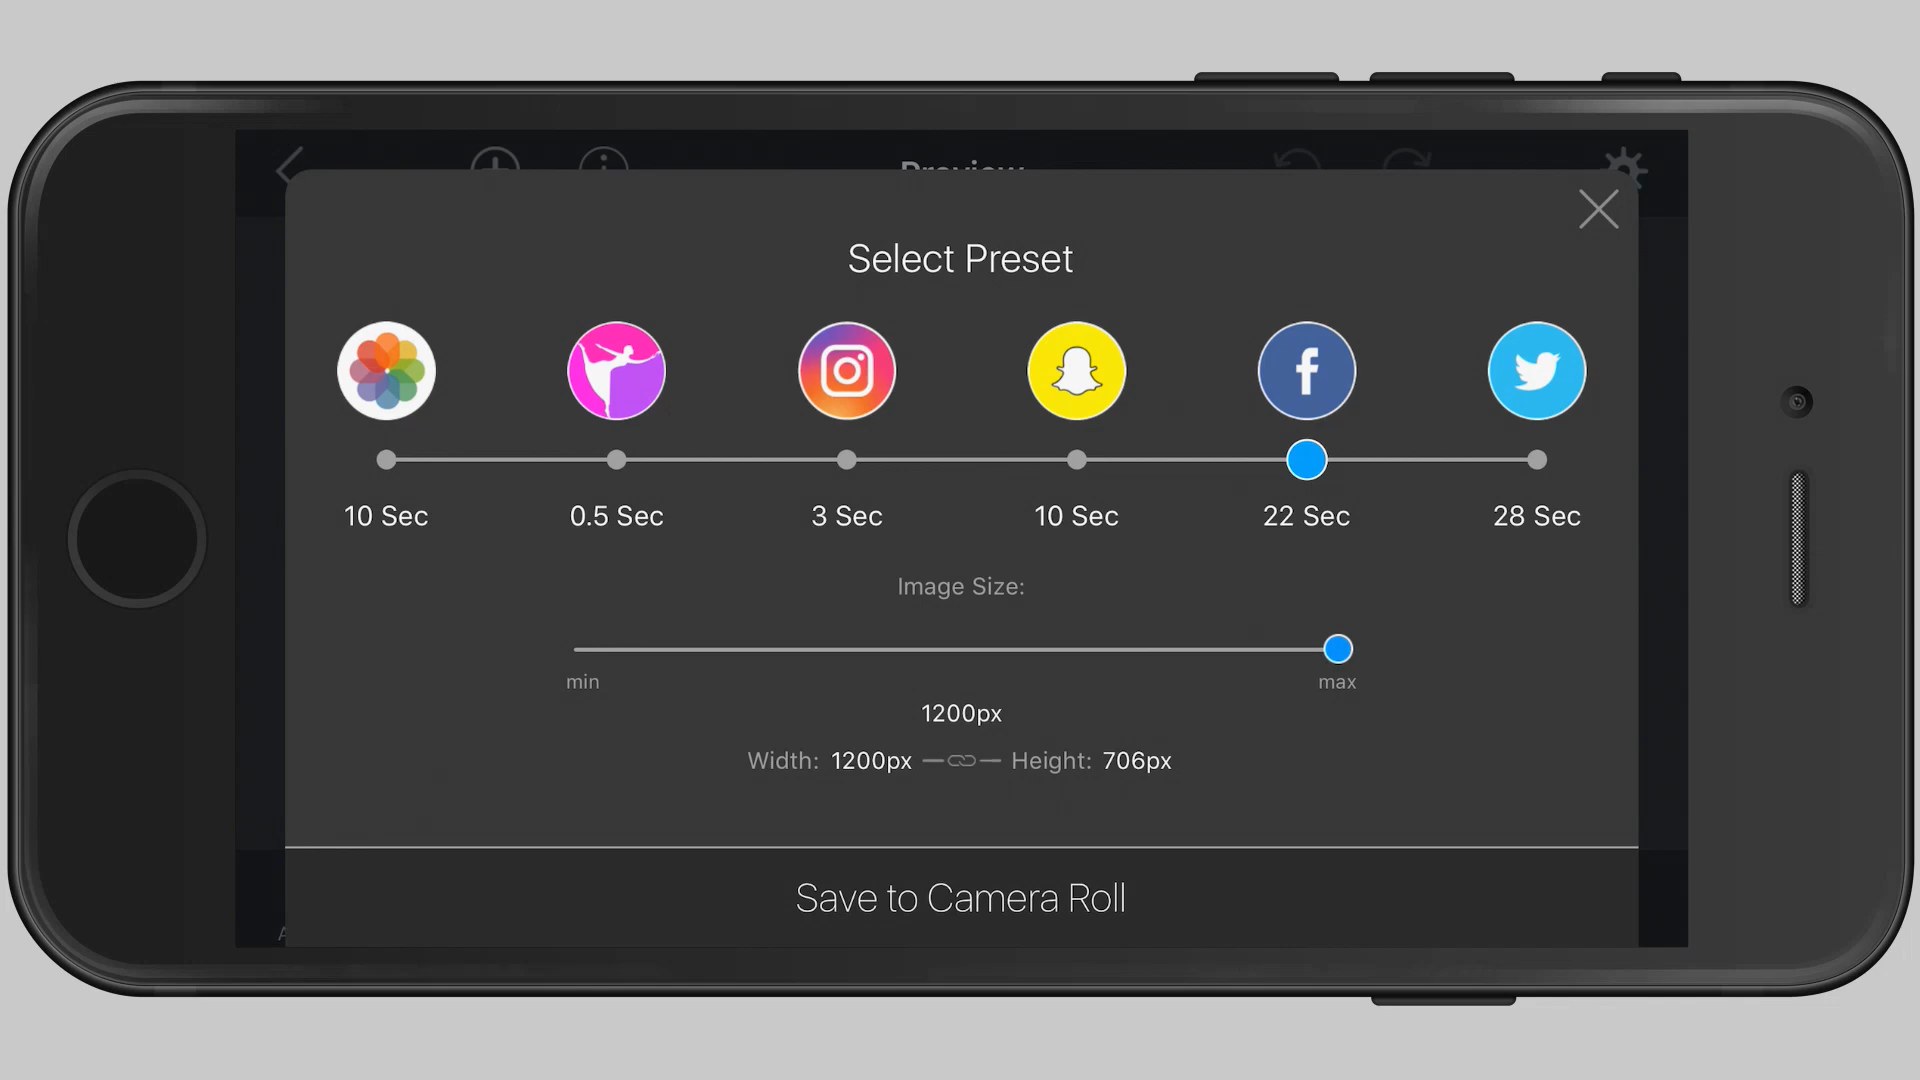 Preview
Select Preset
10 Sec 0.5 Sec 3 Sec 10 Sec 22 Sec 28 Sec
Image Size:
min max
1200px
Width: 1200px Height: 706px
Save to Camera Roll